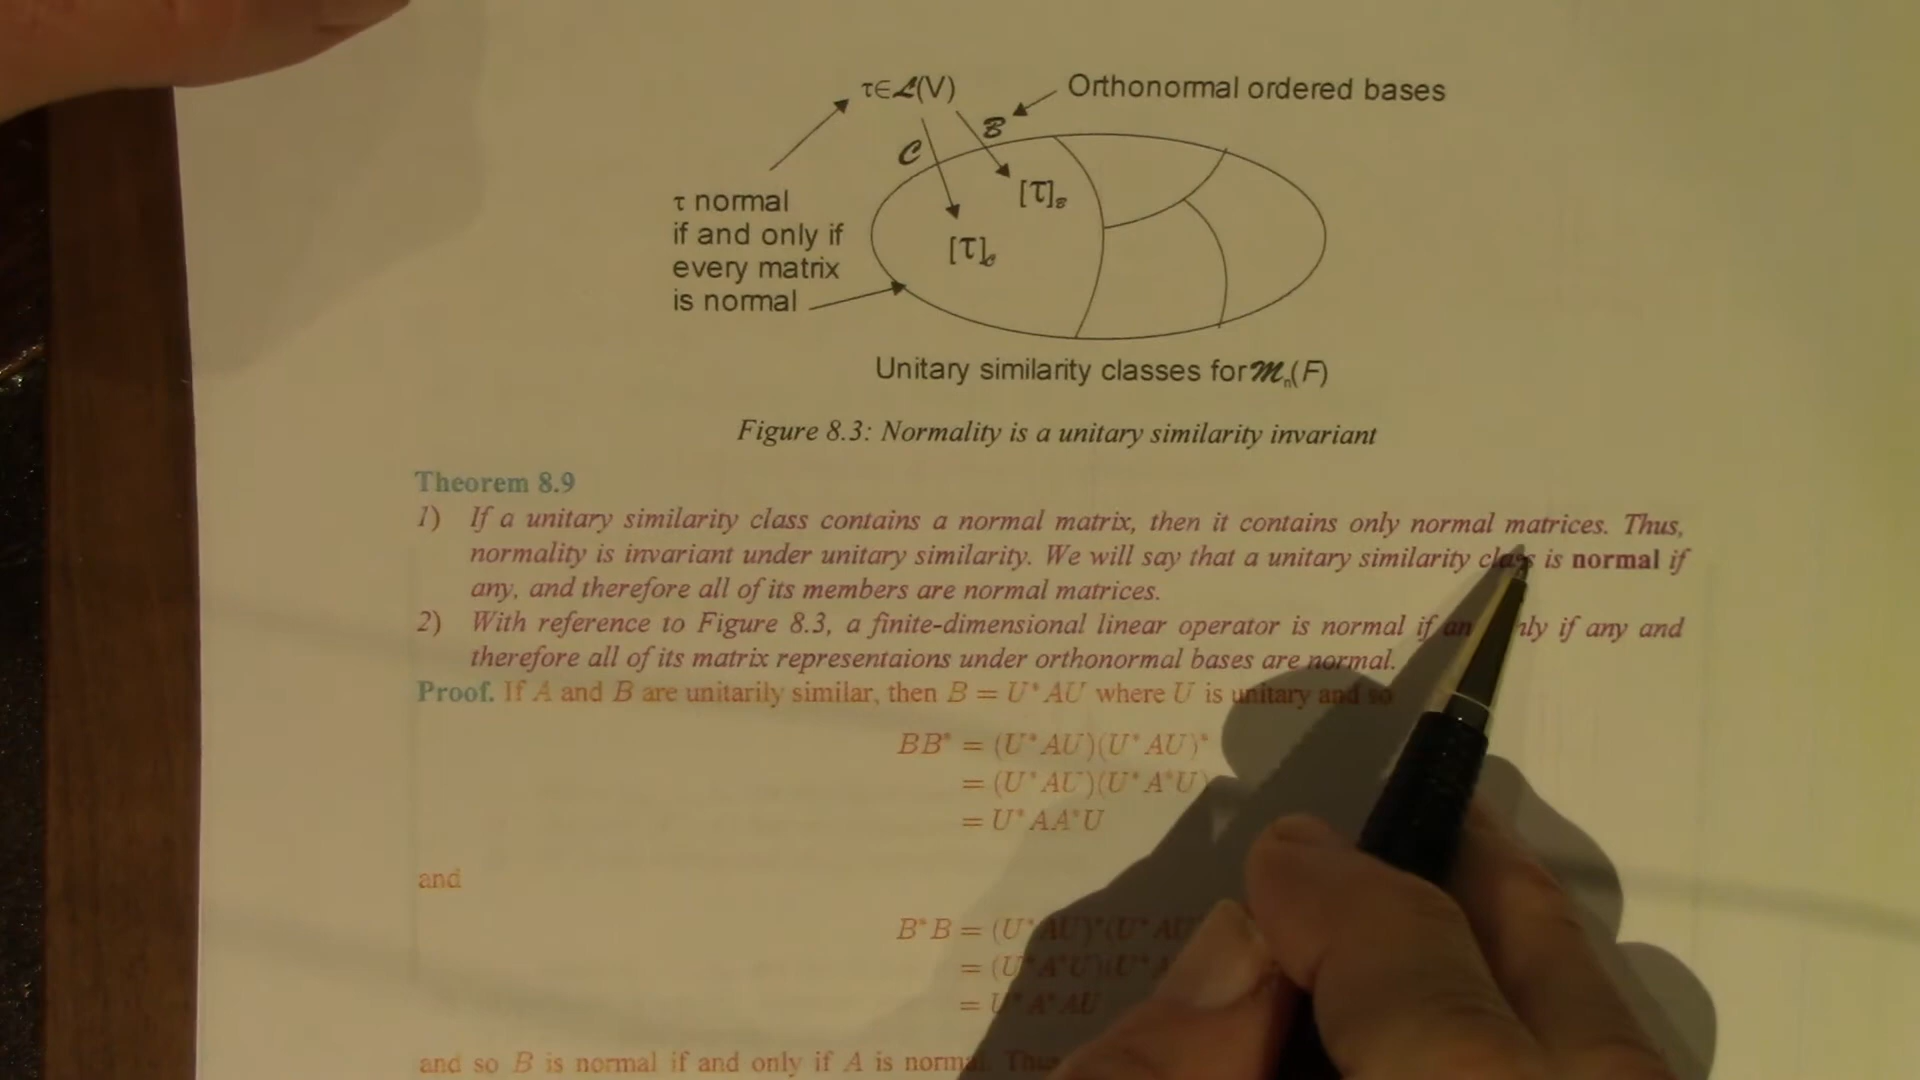 τ∈ℒ(V)
Orthonormal ordered bases
ℬ
𝒞
[τ]ℬ
τ normal
if and only if
every matrix
is normal
[τ]𝒞
Unitary similarity classes for ℳn(F)
Figure 8.3: Normality is a unitary similarity invariant
Theorem 8.9
1) If a unitary similarity class contains a normal matrix, then it contains only normal matrices. Thus,
normality is invariant under unitary similarity. We will say that a unitary similarity class is normal if
any, and therefore all of its members are normal matrices.
2) With reference to Figure 8.3, a finite-dimensional linear operator is normal if if any and
therefore all of its matrix representaions under orthonormal bases are normal.
Proof. If A and B are unitarily similar, then B = U*AU where U is unitary and so
BB* = (U*AU)(U*AU)*
= (U*AU)(U*A*U)
= U*AA*U
and
B*B = (U*AU)*(U*AU
= (U*A*U)(U*A
= U*A*AU
and so B is normal if and only if A is normal. Thus